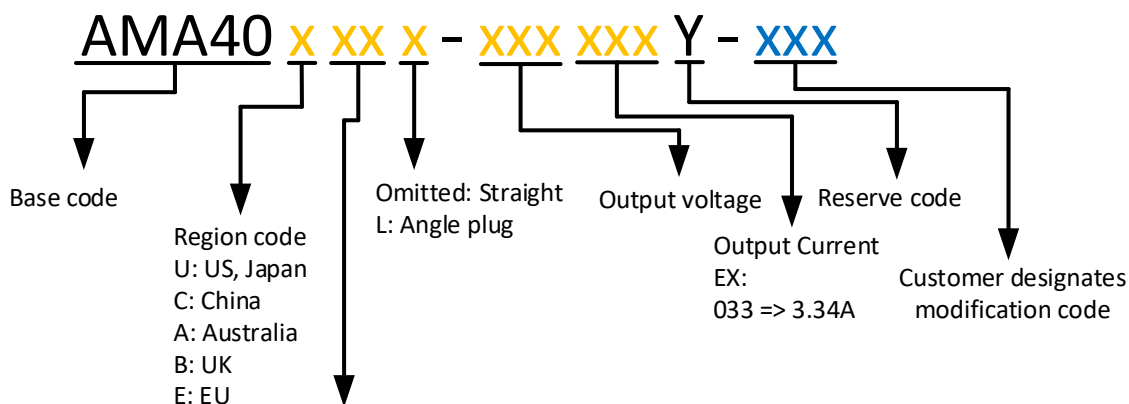 AMA40 x xx x - xxx xxx Y - xxx
Base code
Region code
U: US, Japan
C: China
A: Australia
B: UK
E: EU
Omitted: Straight
L: Angle plug
Output voltage
Output Current
EX:
033 => 3.34A
Reserve code
Customer designates
modification code